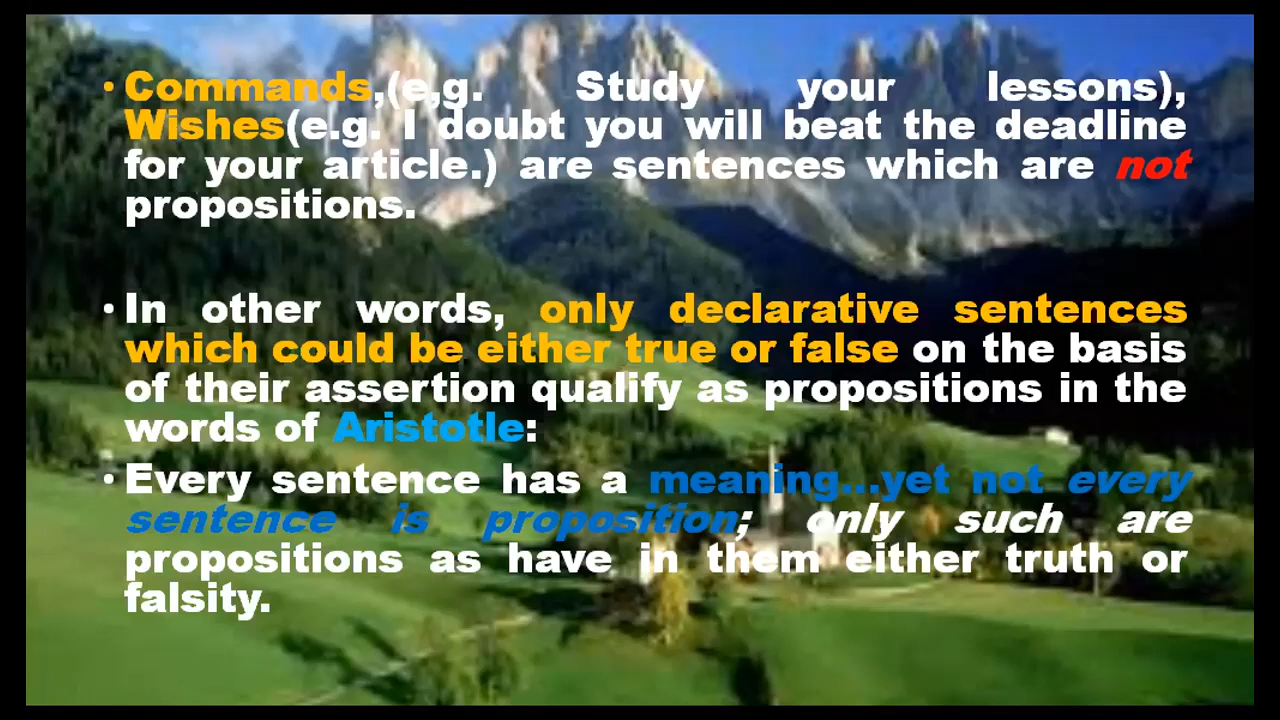 • Commands,(e,g. Study your lessons),
Wishes(e.g. I doubt you will beat the deadline
for your article.) are sentences which are not
propositions.
• In other words, only declarative sentences
which could be either true or false on the basis
of their assertion qualify as propositions in the
words of Aristotle:
• Every sentence has a meaning...yet not every
sentence is proposition; only such are
propositions as have in them either truth or
falsity.